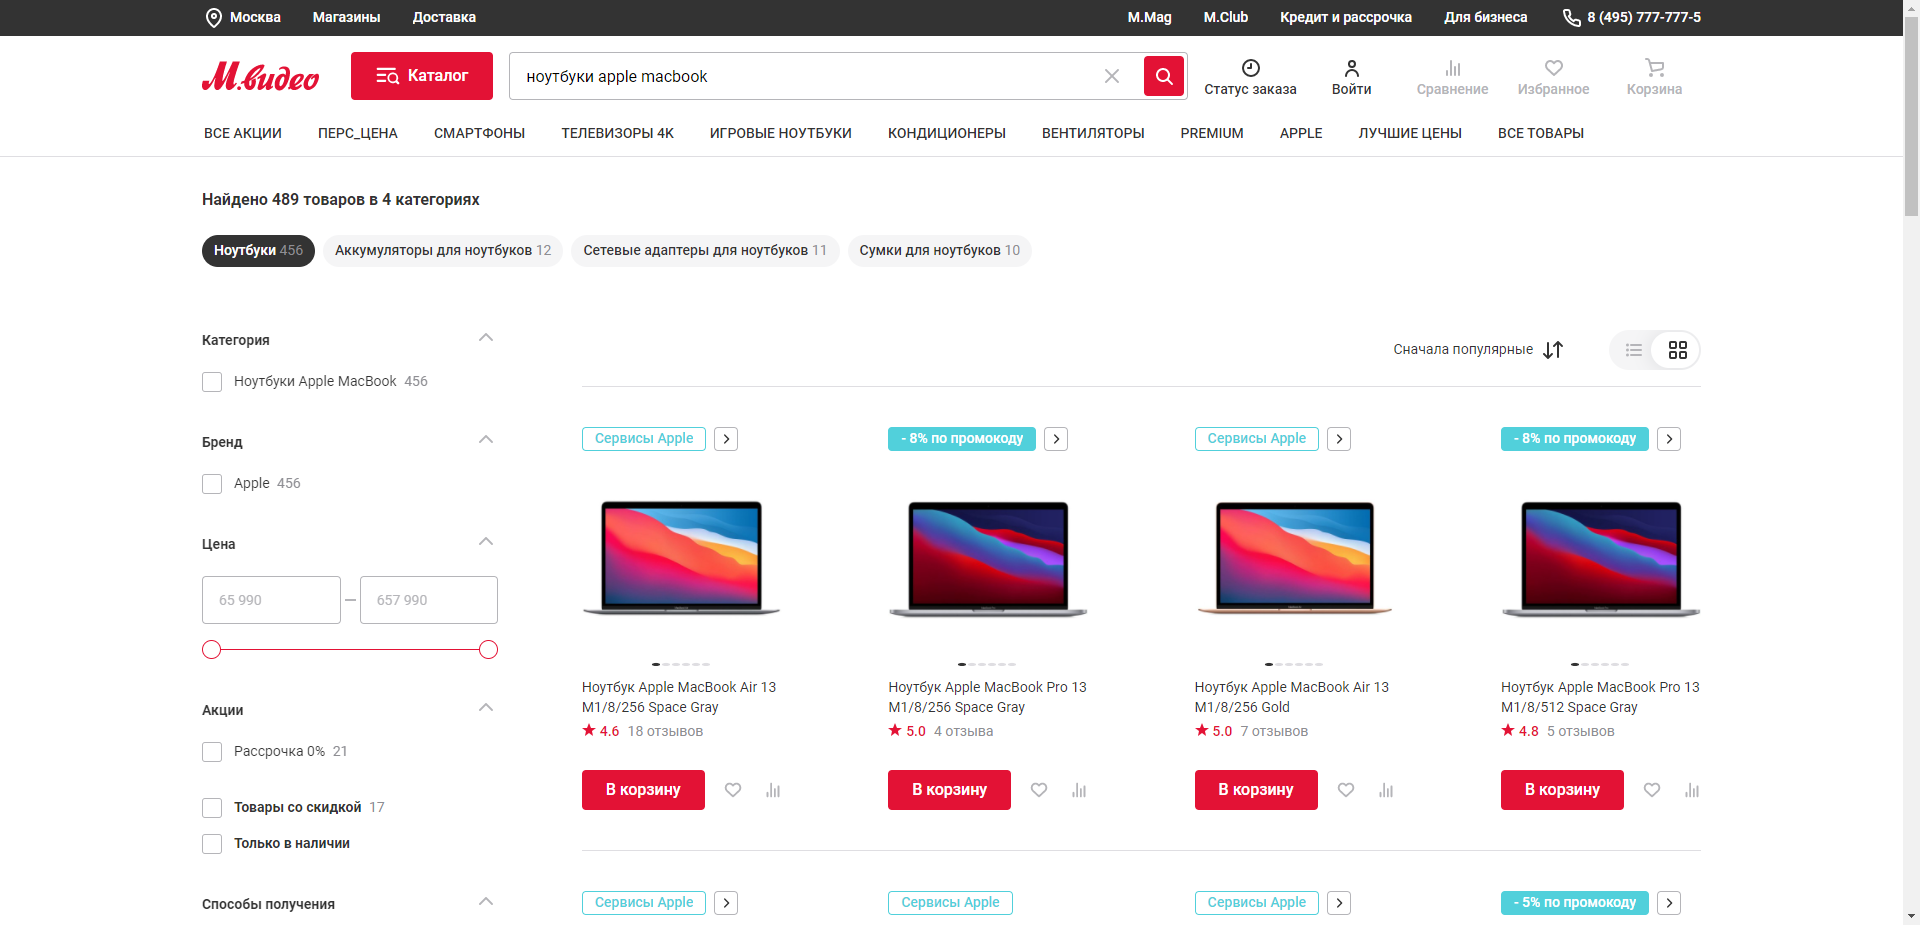 Москва Магазины Доставка M.Mag M.Club Кредит и рассрочка Для бизнеса 8 (495) 777-777-5
М.видео Каталог ноутбуки apple macbook Статус заказа Войти Сравнение Избранное Корзина
ВСЕ АКЦИИ ПЕРС_ЦЕНА СМАРТФОНЫ ТЕЛЕВИЗОРЫ 4K ИГРОВЫЕ НОУТБУКИ КОНДИЦИОНЕРЫ ВЕНТИЛЯТОРЫ PREMIUM APPLE ЛУЧШИЕ ЦЕНЫ ВСЕ ТОВАРЫ
Найдено 489 товаров в 4 категориях
Ноутбуки 456 Аккумуляторы для ноутбуков 12 Сетевые адаптеры для ноутбуков 11 Сумки для ноутбуков 10
Категория
Ноутбуки Apple MacBook 456
Бренд
Apple 456
Цена
65 990 — 657 990
Акции
Рассрочка 0% 21
Товары со скидкой 17
Только в наличии
Способы получения
Сначала популярные
Сервисы Apple - 8% по промокоду Сервисы Apple - 8% по промокоду
Ноутбук Apple MacBook Air 13 Ноутбук Apple MacBook Pro 13 Ноутбук Apple MacBook Air 13 Ноутбук Apple MacBook Pro 13
M1/8/256 Space Gray M1/8/256 Space Gray M1/8/256 Gold M1/8/512 Space Gray
4.6 18 отзывов 5.0 4 отзыва 5.0 7 отзывов 4.8 5 отзывов
В корзину В корзину В корзину В корзину
Сервисы Apple Сервисы Apple Сервисы Apple - 5% по промокоду